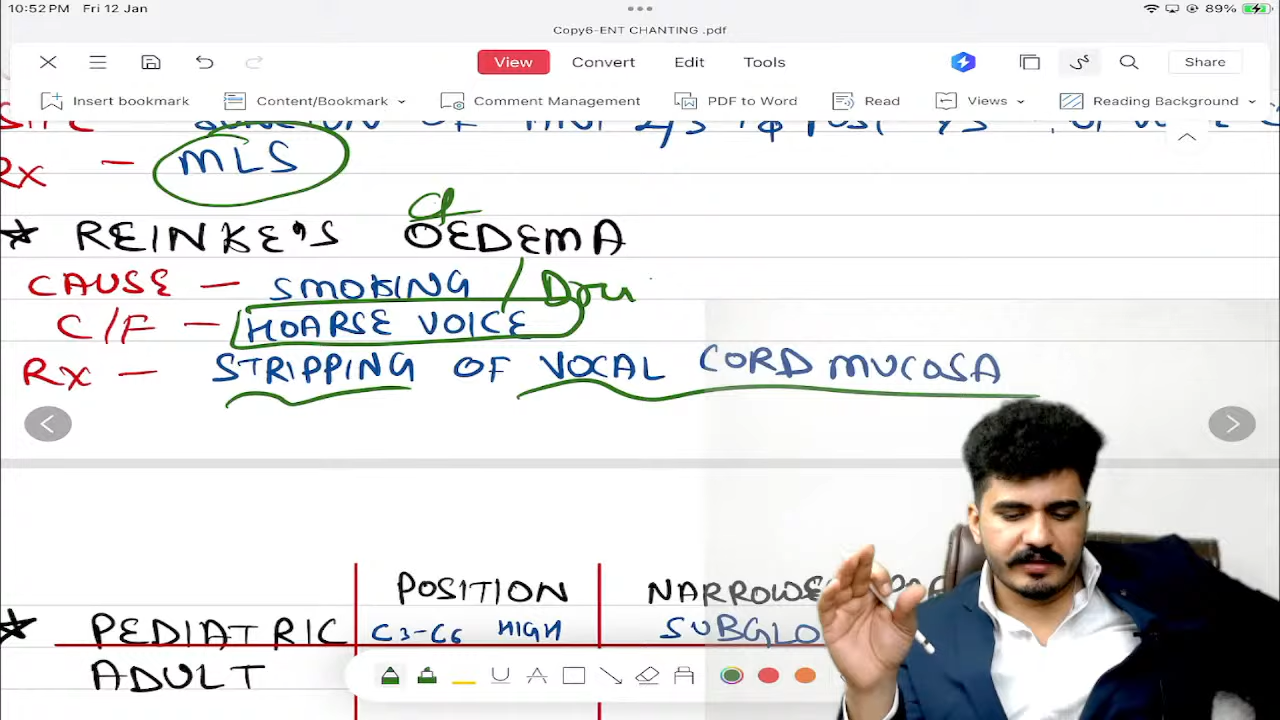 10:52 PM Fri 12 Jan 89%
Copy6-ENT CHANTING .pdf
View Convert Edit Tools Share
Insert bookmark Content/Bookmark Comment Management PDF to Word Read Views Reading Background
RX - MLS
★ REINKE'S OEDEMA
CAUSE - SMOKING
C/F - HOARSE VOICE
RX - STRIPPING OF VOCAL CORD MUCOSA
POSITION
★ PEDIATRIC C3-C6 HIGH
ADULT